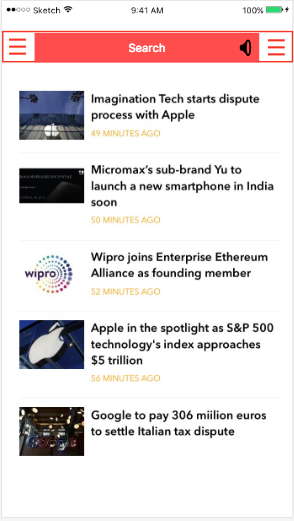 Sketch 9:41 AM 100%
Search
Imagination Tech starts dispute
process with Apple
49 MINUTES AGO
Micromax's sub-brand Yu to
launch a new smartphone in India
soon
50 MINUTES AGO
wipro
Wipro joins Enterprise Ethereum
Alliance as founding member
52 MINUTES AGO
Apple in the spotlight as S&P 500
technology's index approaches
$5 trillion
56 MINUTES AGO
Google to pay 306 miilion euros
to settle Italian tax dispute